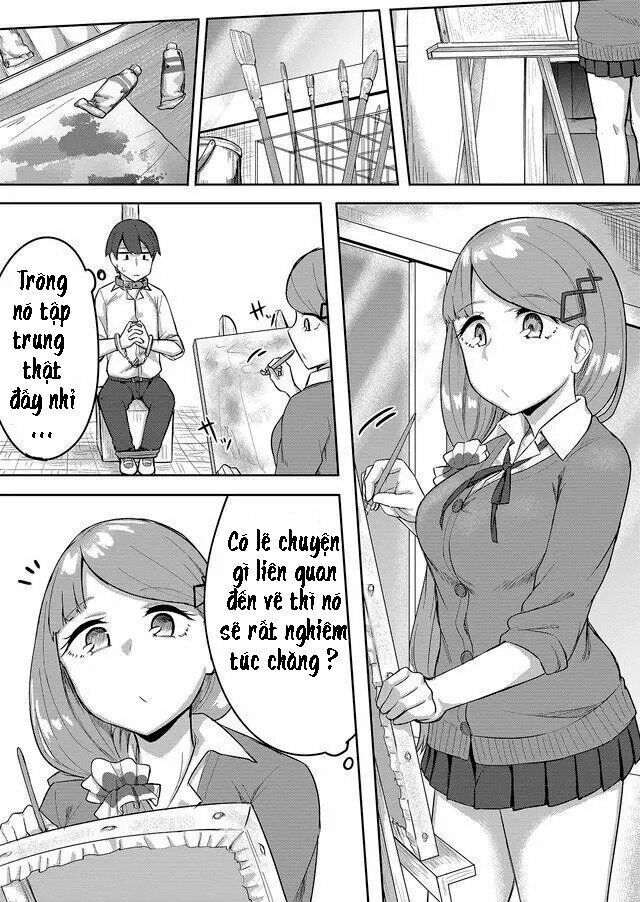 Trông
nó tập
trung
thật
đấy nhỉ
...
Có lẽ chuyện
gì liên quan
đến vẽ thì nó
sẽ rất nghiêm
túc chăng ?